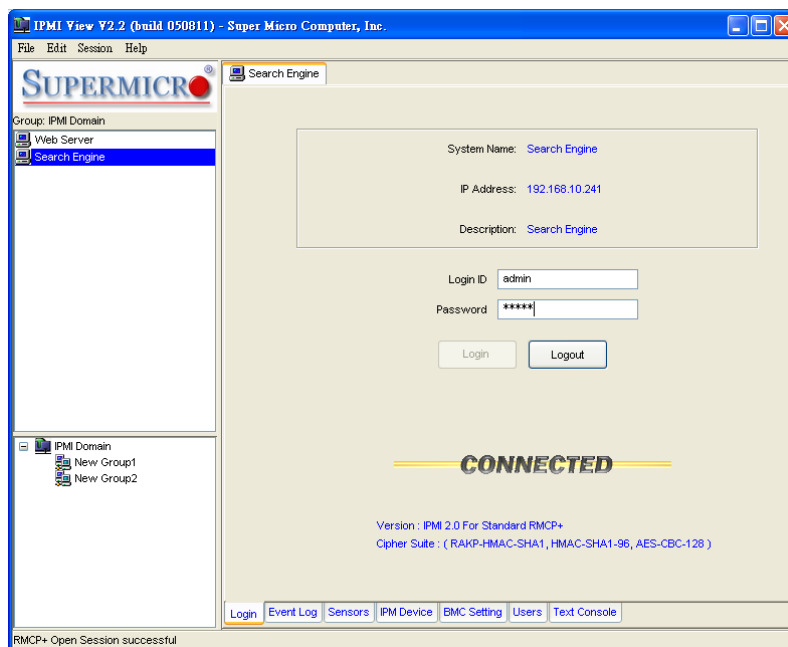 IPMI View V2.2 (build 050811) - Super Micro Computer, Inc.
File Edit Session Help
SUPERMICRO®
Group: IPMI Domain
Web Server
Search Engine
Search Engine
System Name: Search Engine
IP Address: 192.168.10.241
Description: Search Engine
Login ID admin
Password *****
Login Logout
IPMI Domain
New Group1
New Group2
CONNECTED
Version : IPMI 2.0 For Standard RMCP+
Cipher Suite : ( RAKP-HMAC-SHA1, HMAC-SHA1-96, AES-CBC-128 )
Login Event Log Sensors IPM Device BMC Setting Users Text Console
RMCP+ Open Session successful